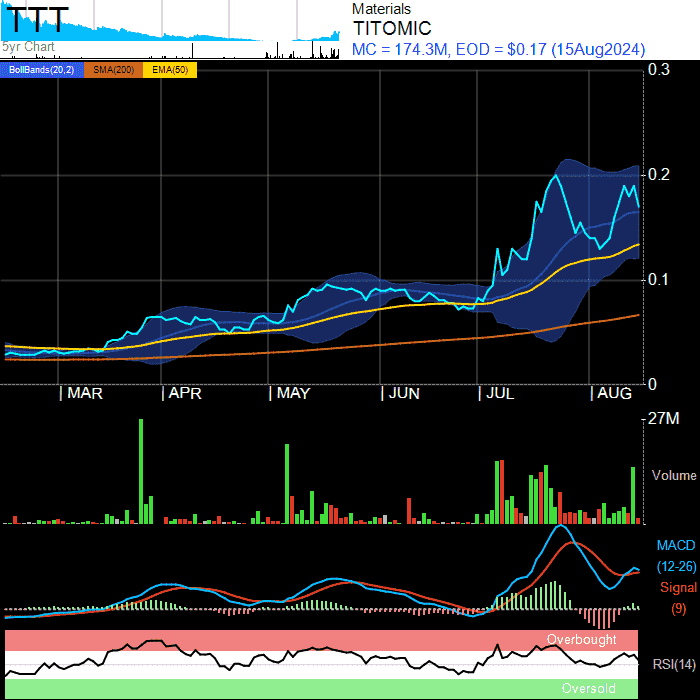 TTT
5yr Chart
Materials
TITOMIC
MC = 174.3M, EOD = $0.17 (15Aug2024)
BollBands(20,2) SMA(200) EMA(50)
0.3
0.2
0.1
0
MAR APR MAY JUN JUL AUG
27M
Volume
MACD
(12-26)
Signal
(9)
Overbought
RSI(14)
Oversold